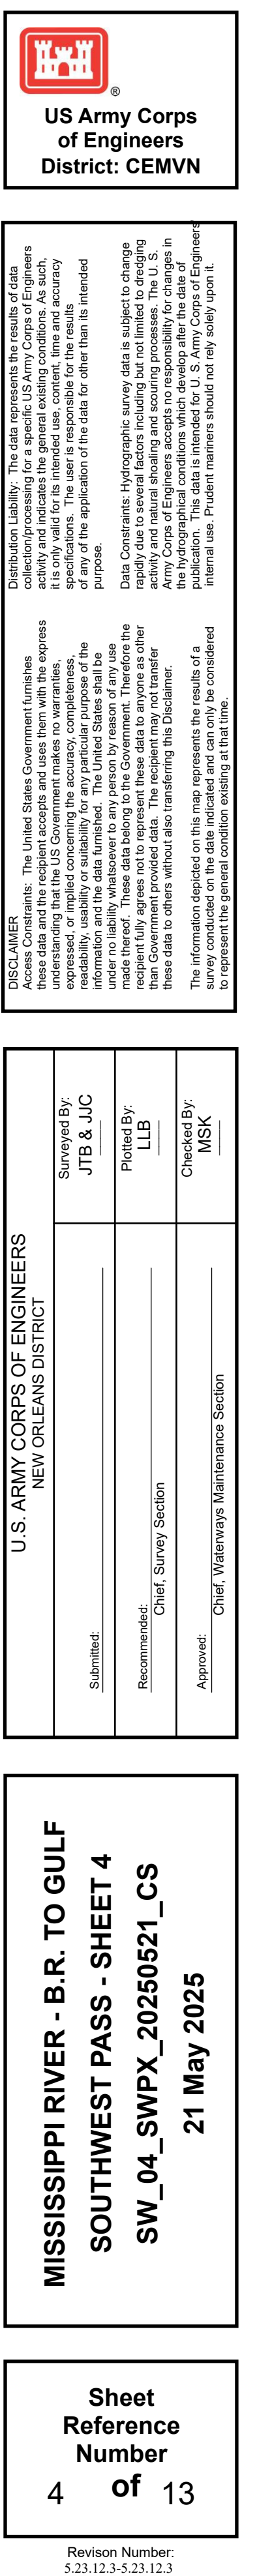 ®
US Army Corps
of Engineers
District: CEMVN
DISCLAIMER
Access Constraints: The United States Government furnishes
these data and the recipient accepts and uses them with the express
understanding that the US Government makes no warranties,
expressed, or implied concerning the accuracy, completeness,
readability, usability or suitability for any particular purpose of the
information and the data furnished. The United States shall be
under no liability whatsoever to any person by reason of any use
made thereof. These data belong to the Government. Therefore the
recipient fully agrees not to represent these data to anyone as other
than Government provided data. The recipient may not transfer
these data to others without also transferring this Disclaimer.
The information depicted on this map represents the results of a
survey conducted on the date indicated and can only be considered
to represent the general condition existing at that time.
Distribution Liability: The data represents the results of data
collection/processing for a specific US Army Corps of Engineers
activity and indicates the general existing conditions. As such,
it is only valid for its intended use, content, time and accuracy
specifications. The user is responsible for the results
of any of the application of the data for other than its intended
purpose.
Data Constraints: Hydrographic survey data is subject to change
rapidly due to several factors including but not limited to dredging
activity and natural shoaling and scouring processes. The U. S.
Army Corps of Engineers accepts no responsibility for changes in
the hydrographical conditions which develop after the date of
publication. This data is intended for U. S. Army Corps of Engineers'
internal use. Prudent mariners should not rely solely upon it.
U.S. ARMY CORPS OF ENGINEERS
NEW ORLEANS DISTRICT
Submitted:
Surveyed By:
JTB & JJC
Recommended:
Chief, Survey Section
Plotted By:
LLB
Approved:
Chief, Waterways Maintenance Section
Checked By:
MSK
MISSISSIPPI RIVER - B.R. TO GULF
SOUTHWEST PASS - SHEET 4
SW_04_SWPX_20250521_CS
21 May 2025
Sheet
Reference
Number
4 of 13
Revison Number:
5.23.12.3-5.23.12.3